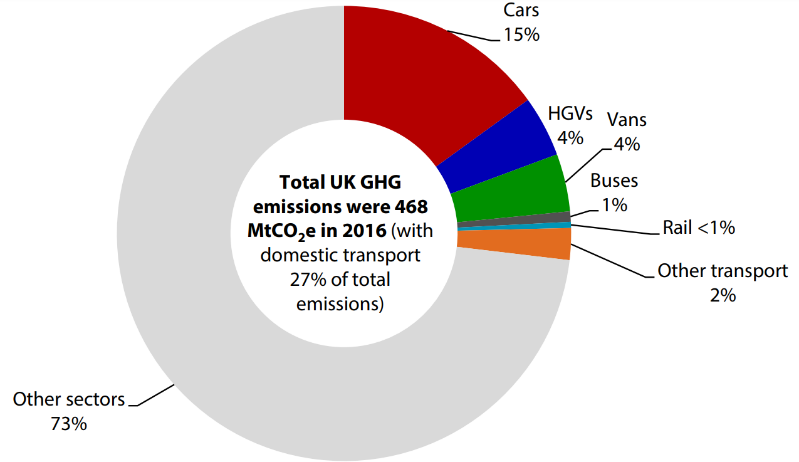 Cars
15%
HGVs
4%
Vans
4%
Buses
1%
Rail <1%
Other transport
2%
Total UK GHG
emissions were 468
MtCO₂e in 2016 (with
domestic transport
27% of total
emissions)
Other sectors
73%